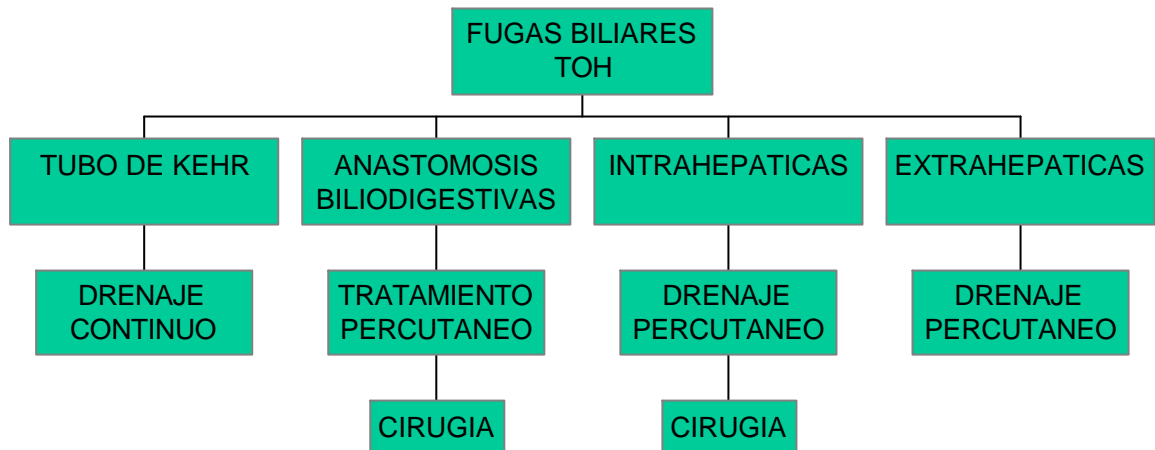 FUGAS BILIARES
TOH
TUBO DE KEHR
ANASTOMOSIS
BILIODIGESTIVAS
INTRAHEPATICAS
EXTRAHEPATICAS
DRENAJE
CONTINUO
TRATAMIENTO
PERCUTANEO
DRENAJE
PERCUTANEO
DRENAJE
PERCUTANEO
CIRUGIA
CIRUGIA